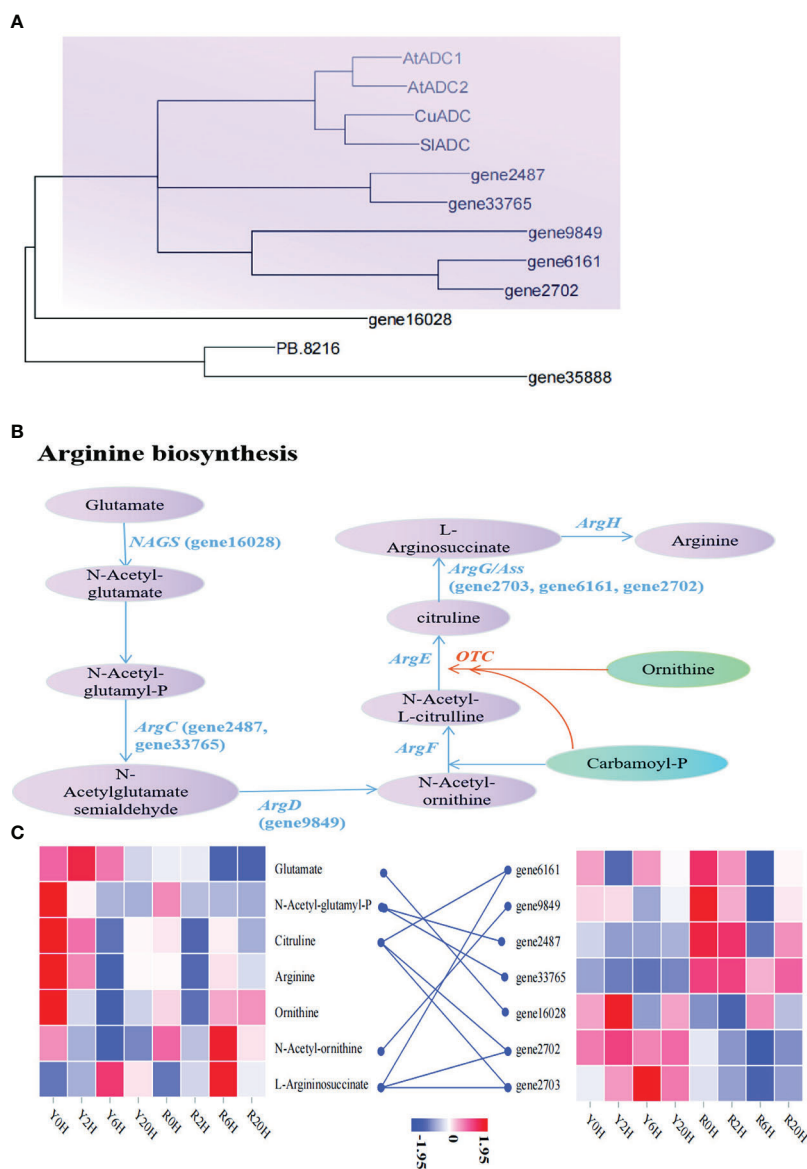 A
AtADC1
AtADC2
CuADC
SlADC
gene2487
gene33765
gene9849
gene6161
gene2702
gene16028
PB.8216
gene35888
B
Arginine biosynthesis
Glutamate
NAGS (gene16028)
N-Acetyl-
glutamate
N-Acetyl-
glutamyl-P
ArgC (gene2487,
gene33765)
N-
Acetylglutamate
semialdehyde
ArgD
(gene9849)
N-Acetyl-
ornithine
ArgF
N-Acetyl-
L-citrulline
ArgE
OTC
Ornithine
Carbamoyl-P
citruline
ArgG/Ass
(gene2703, gene6161, gene2702)
L-
Arginosuccinate
ArgH
Arginine
C
Glutamate
N-Acetyl-glutamyl-P
Citruline
Arginine
Ornithine
N-Acetyl-ornithine
L-Argininosuccinate
gene6161
gene9849
gene2487
gene33765
gene16028
gene2702
gene2703
Y0H Y2H Y6H Y20H R0H R2H R6H R20H
Y0H Y2H Y6H Y20H R0H R2H R6H R20H
-1.95 0 1.95